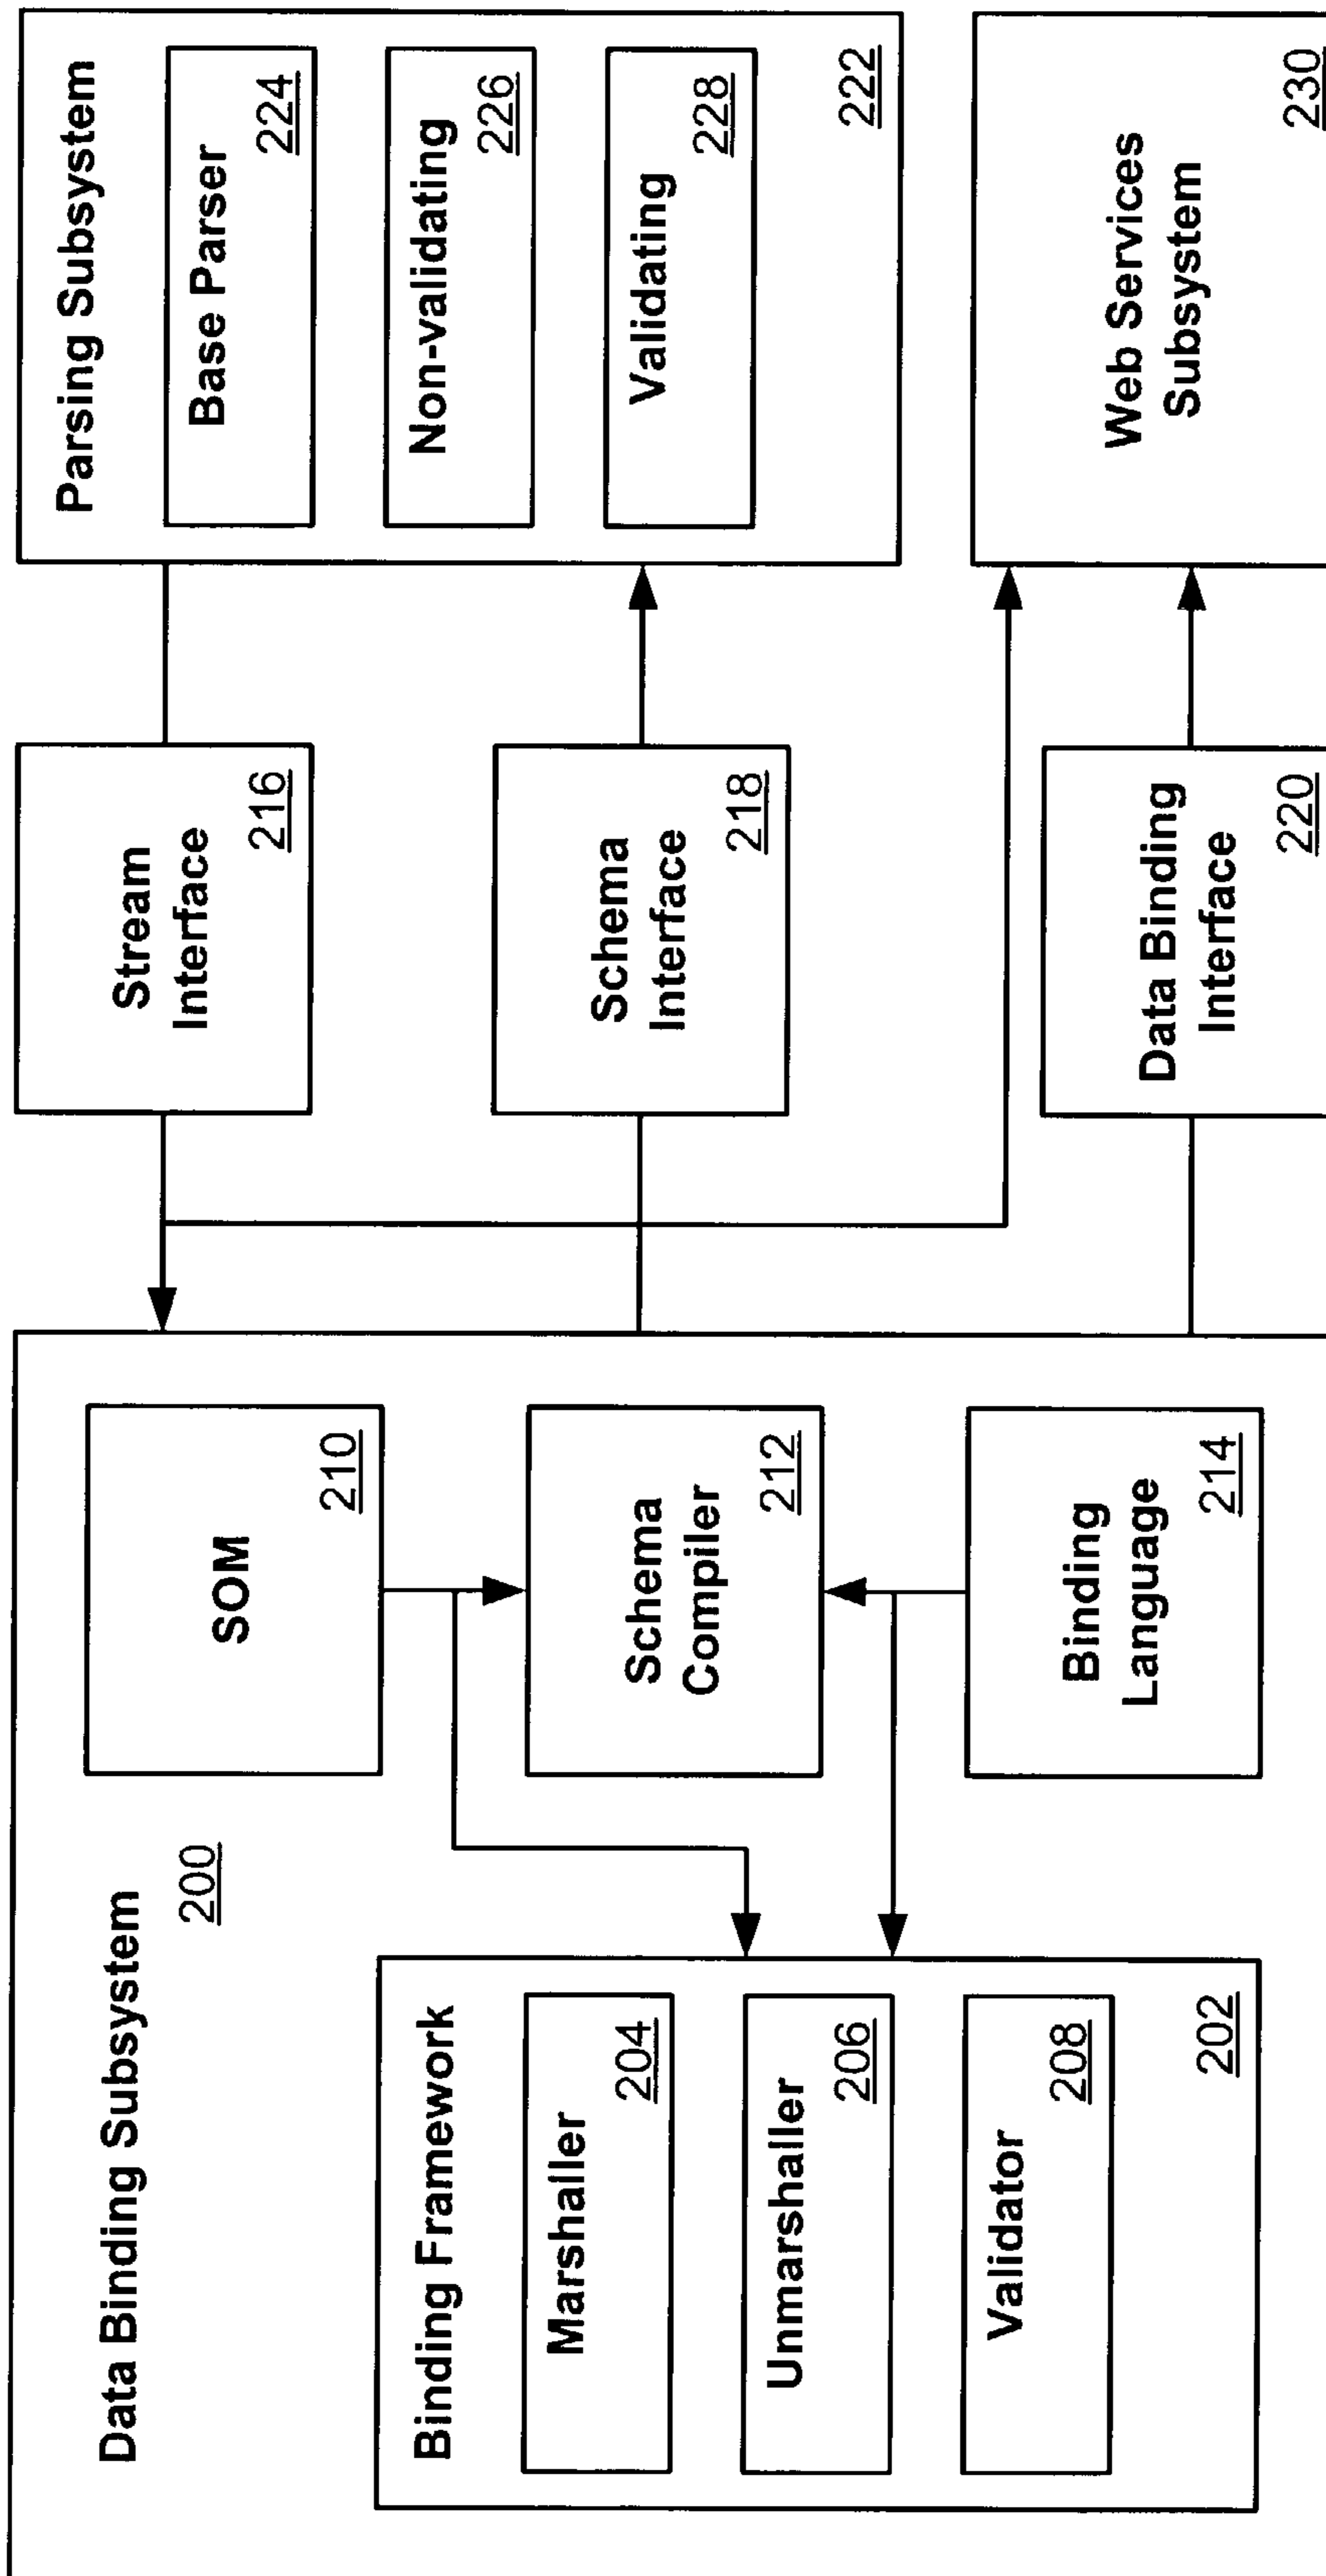 Data Binding Subsystem
200
Binding Framework
Marshaller
204
Unmarshaller
206
Validator
208
202
SOM
210
Schema
Compiler
212
Binding
Language
214
Stream
Interface
216
Schema
Interface
218
Data Binding
Interface
220
Parsing Subsystem
Base Parser
224
Non-validating
226
Validating
228
222
Web Services
Subsystem
230